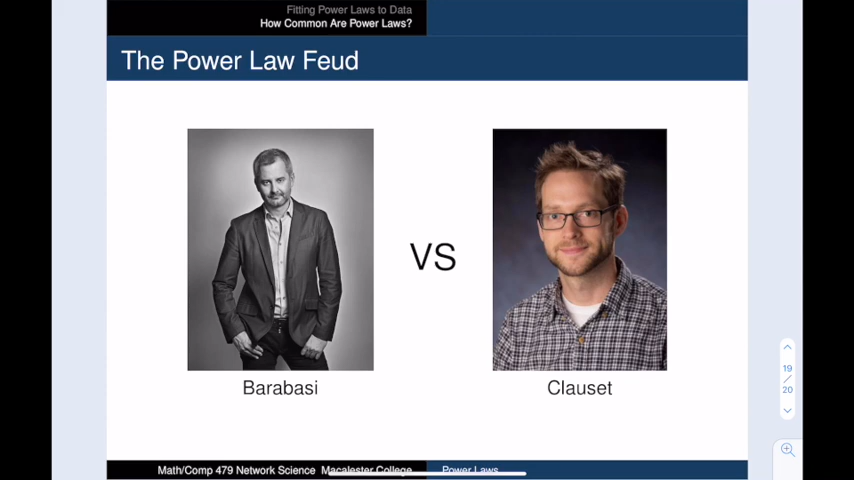 Fitting Power Laws to Data
How Common Are Power Laws?
The Power Law Feud
VS
Barabasi
Clauset
19
/
20
Math/Comp 479 Network Science Macalester College
Power Laws